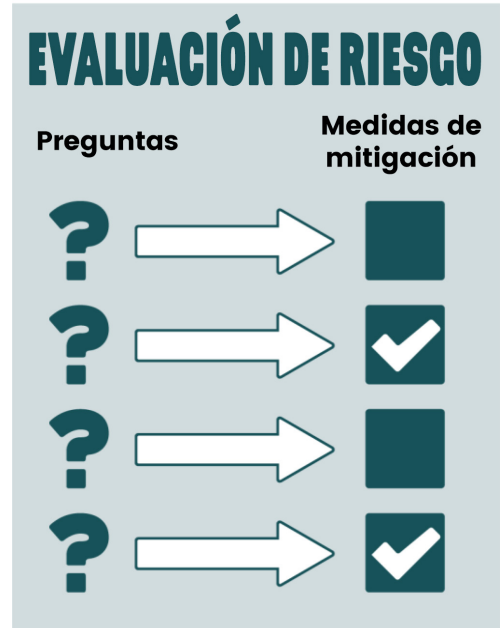 EVALUACIÓN DE RIESGO
Preguntas
Medidas de
mitigación
?
?
?
?